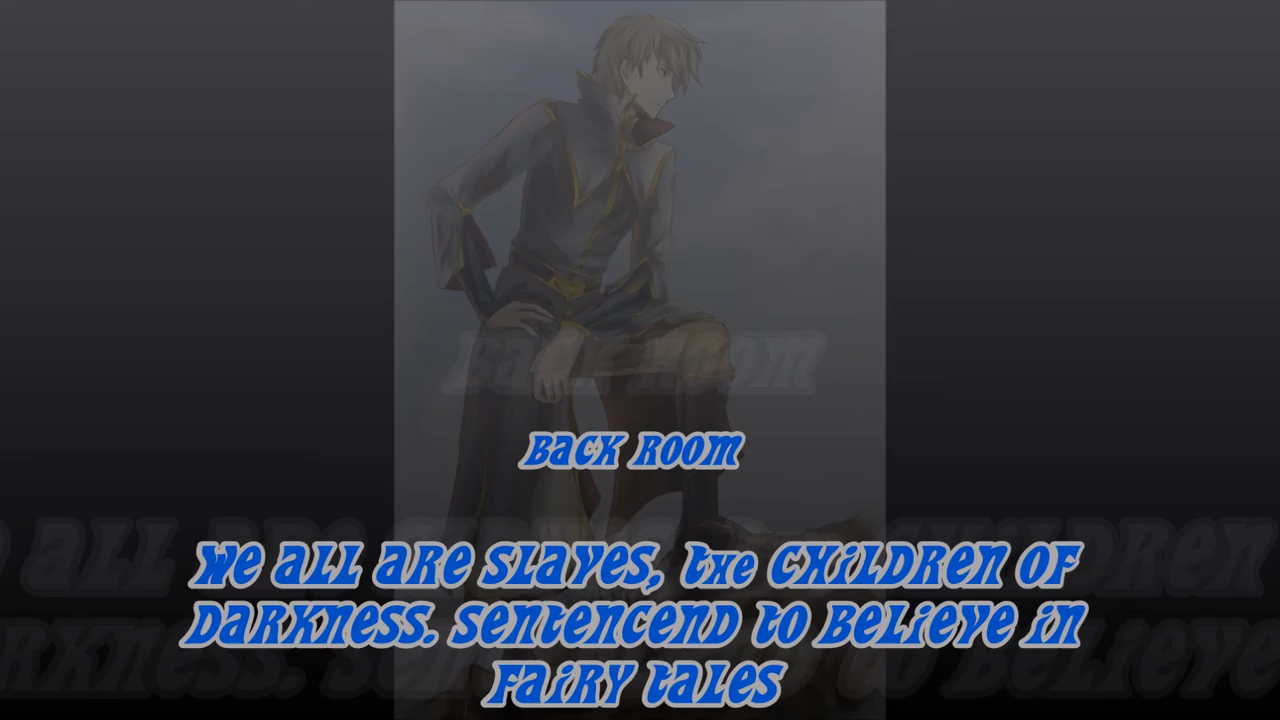 Back Room
We all are slaves, the children of
darkness. Sentencend to believe in
fairy tales